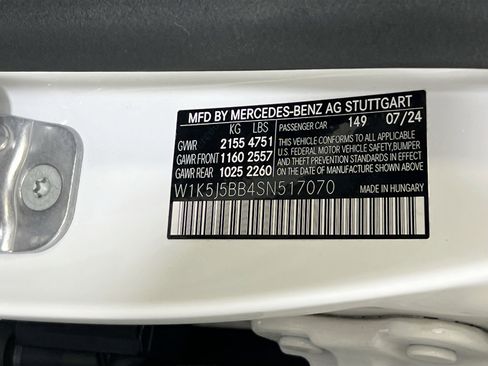 MFD BY MERCEDES-BENZ AG STUTTGART
KG LBS PASSENGER CAR 149 07/24
GVWR 2155 4751 THIS VEHICLE CONFORMS TO ALL APPLICABLE
GAWR FRONT 1160 2557 U.S. FEDERAL MOTOR VEHICLE SAFETY,BUMPER
GAWR REAR 1025 2260 AND THEFT PREVENTION STANDARDS IN EFFECT
ON THE DATE OF MANUFACTURE SHOWN ABOVE.
W1K5J5BB4SN517070 MADE IN HUNGARY